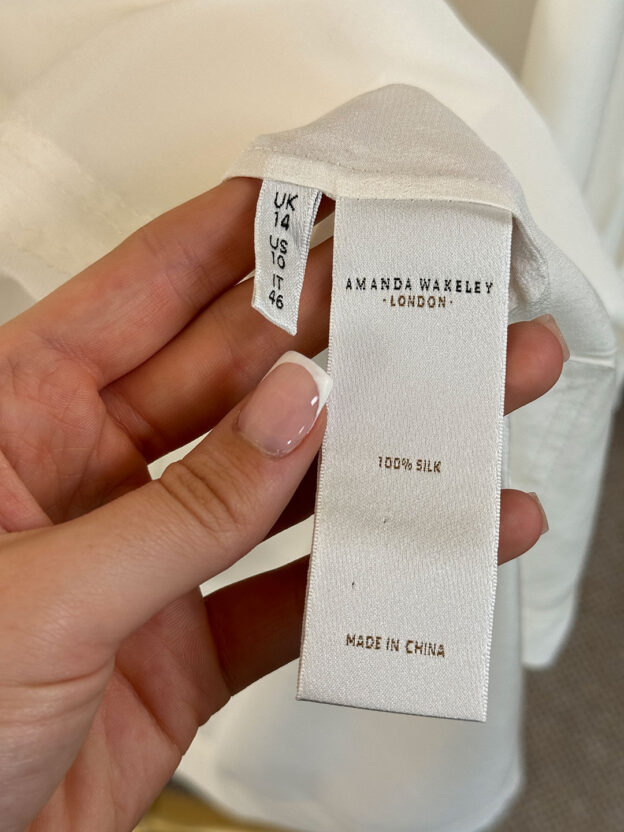 UK
14
US
10
IT
46
AMANDA WAKELEY
·LONDON·
100% SILK
MADE IN CHINA